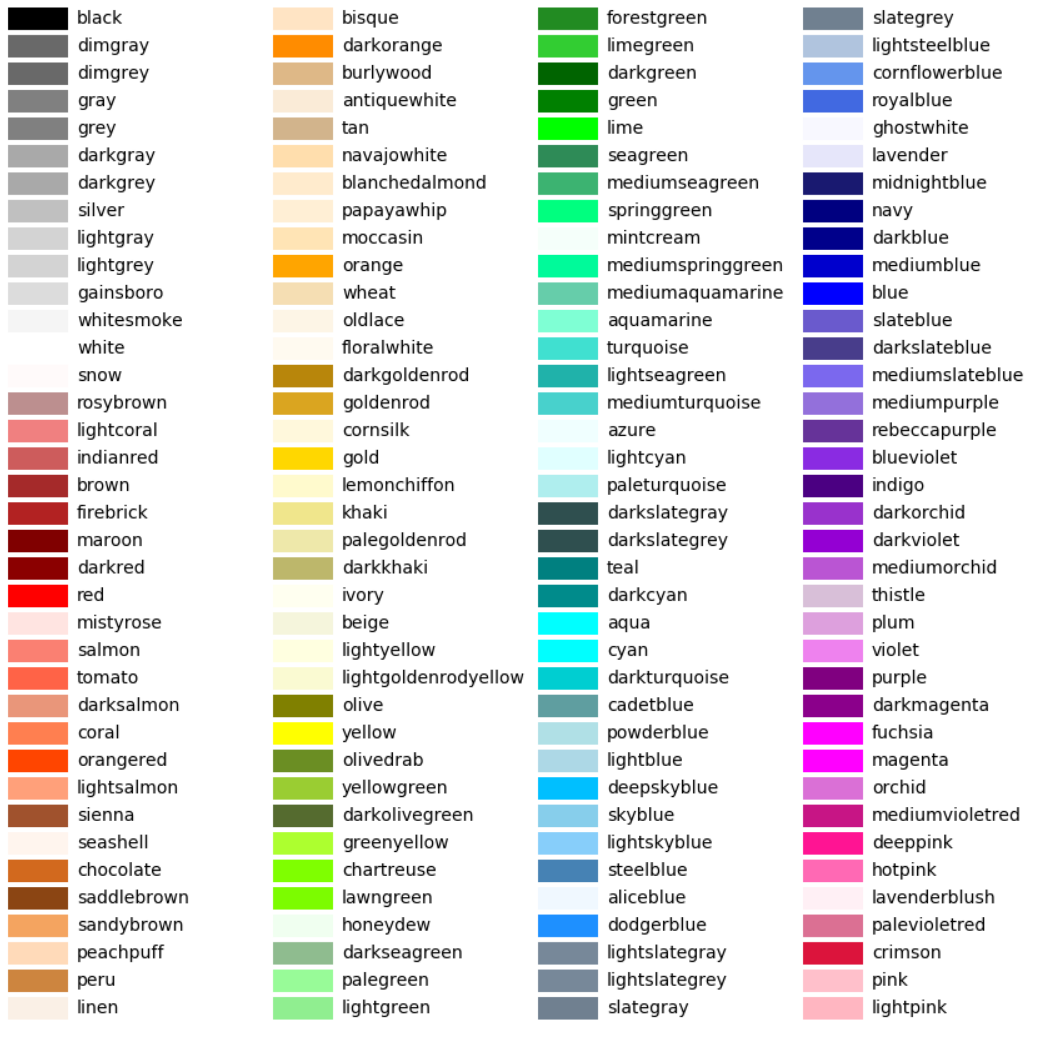 black
dimgray
dimgrey
gray
grey
darkgray
darkgrey
silver
lightgray
lightgrey
gainsboro
whitesmoke
white
snow
rosybrown
lightcoral
indianred
brown
firebrick
maroon
darkred
red
mistyrose
salmon
tomato
darksalmon
coral
orangered
lightsalmon
sienna
seashell
chocolate
saddlebrown
sandybrown
peachpuff
peru
linen
bisque
darkorange
burlywood
antiquewhite
tan
navajowhite
blanchedalmond
papayawhip
moccasin
orange
wheat
oldlace
floralwhite
darkgoldenrod
goldenrod
cornsilk
gold
lemonchiffon
khaki
palegoldenrod
darkkhaki
ivory
beige
lightyellow
lightgoldenrodyellow
olive
yellow
olivedrab
yellowgreen
darkolivegreen
greenyellow
chartreuse
lawngreen
honeydew
darkseagreen
palegreen
lightgreen
forestgreen
limegreen
darkgreen
green
lime
seagreen
mediumseagreen
springgreen
mintcream
mediumspringgreen
mediumaquamarine
aquamarine
turquoise
lightseagreen
mediumturquoise
azure
lightcyan
paleturquoise
darkslategray
darkslategrey
teal
darkcyan
aqua
cyan
darkturquoise
cadetblue
powderblue
lightblue
deepskyblue
skyblue
lightskyblue
steelblue
aliceblue
dodgerblue
lightslategray
lightslategrey
slategray
slategrey
lightsteelblue
cornflowerblue
royalblue
ghostwhite
lavender
midnightblue
navy
darkblue
mediumblue
blue
slateblue
darkslateblue
mediumslateblue
mediumpurple
rebeccapurple
blueviolet
indigo
darkorchid
darkviolet
mediumorchid
thistle
plum
violet
purple
darkmagenta
fuchsia
magenta
orchid
mediumvioletred
deeppink
hotpink
lavenderblush
palevioletred
crimson
pink
lightpink